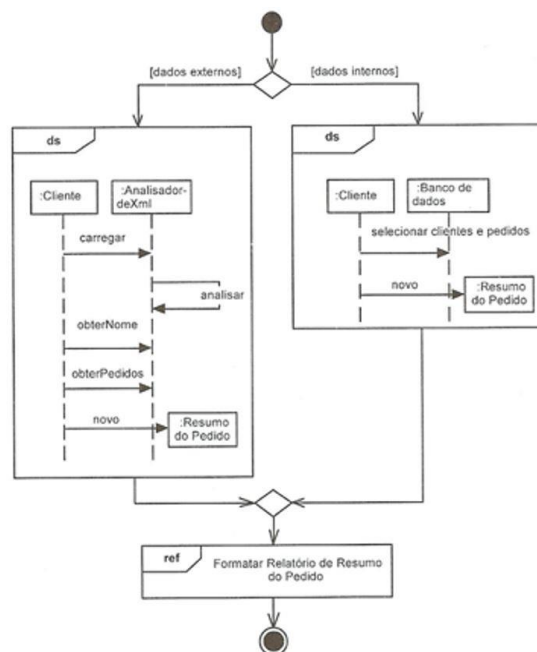 [dados externos]
[dados internos]
ds
:Cliente
:Analisador-
deXml
carregar
analisar
obterNome
obterPedidos
novo
:Resumo
do Pedido
ds
:Cliente
:Banco de
dados
selecionar clientes e pedidos
novo
:Resumo
do Pedido
ref
Formatar Relatório de Resumo
do Pedido